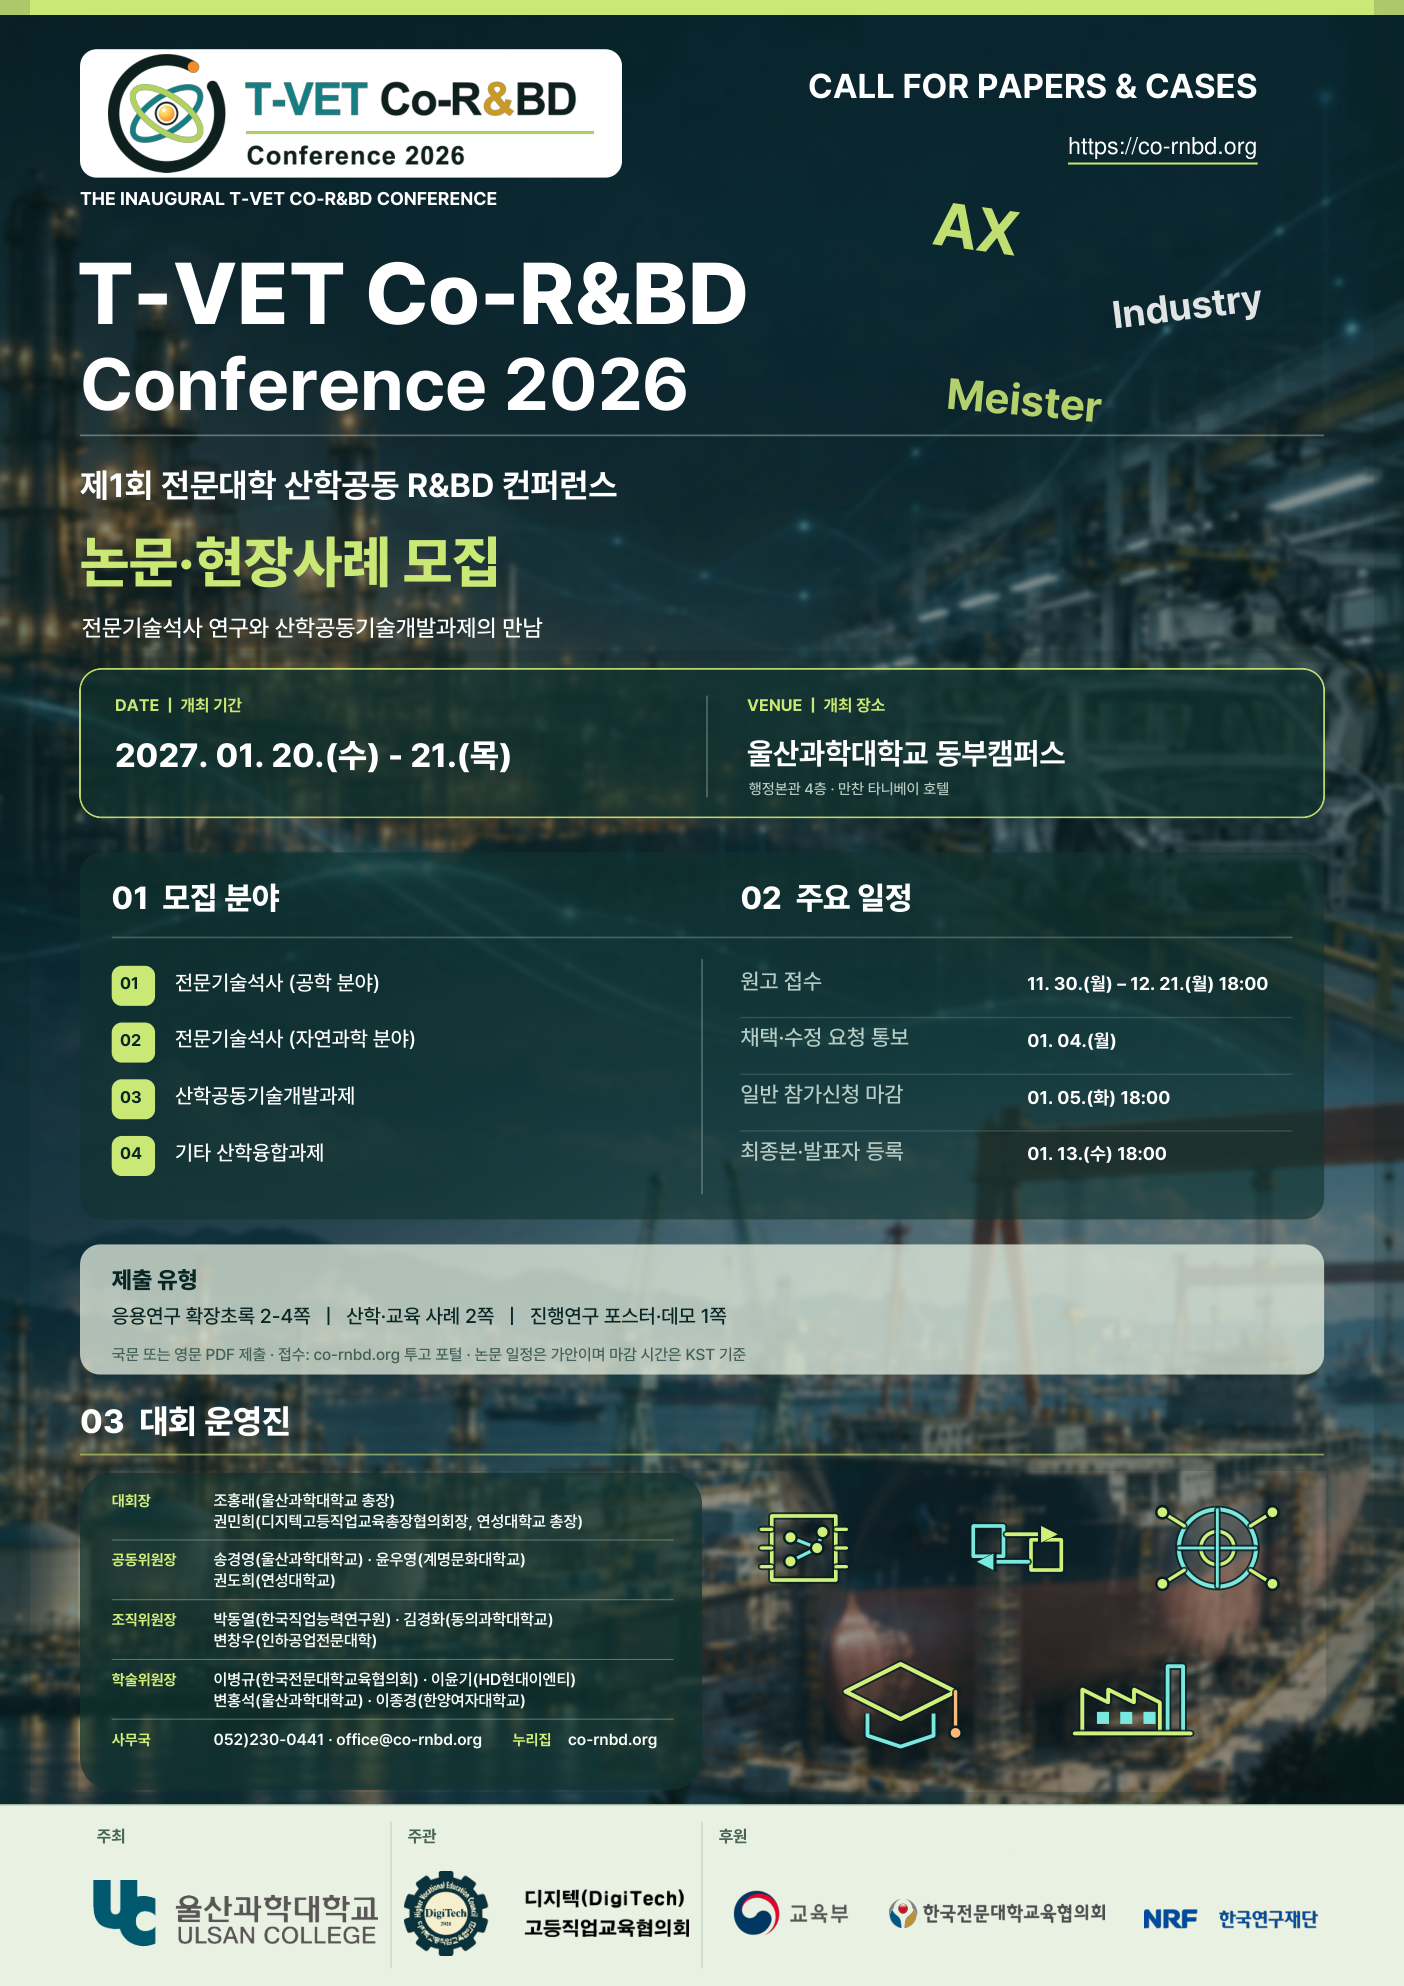 T-VET Co-R&BD
Conference 2026
CALL FOR PAPERS & CASES
https://co-rnbd.org
THE INAUGURAL T-VET CO-R&BD CONFERENCE
AX
Industry
Meister
T-VET Co-R&BD
Conference 2026
제1회 전문대학 산학공동 R&BD 컨퍼런스
논문·현장사례 모집
전문기술석사 연구와 산학공동기술개발과제의 만남
DATE | 개최 기간
2027. 01. 20.(수) - 21.(목)
VENUE | 개최 장소
울산과학대학교 동부캠퍼스
행정본관 4층 · 만찬 타니베이 호텔
01 모집 분야
01 전문기술석사 (공학 분야)
02 전문기술석사 (자연과학 분야)
03 산학공동기술개발과제
04 기타 산학융합과제
02 주요 일정
원고 접수 11. 30.(월) – 12. 21.(월) 18:00
채택·수정 요청 통보 01. 04.(월)
일반 참가신청 마감 01. 05.(화) 18:00
최종본·발표자 등록 01. 13.(수) 18:00
제출 유형
응용연구 확장초록 2-4쪽 | 산학·교육 사례 2쪽 | 진행연구 포스터·데모 1쪽
국문 또는 영문 PDF 제출 · 접수: co-rnbd.org 투고 포털 · 논문 일정은 가안이며 마감 시간은 KST 기준
03 대회 운영진
대회장 조홍래(울산과학대학교 총장)
권민희(디지텍고등직업교육총장협의회장, 연성대학교 총장)
공동위원장 송경영(울산과학대학교) · 윤우영(계명문화대학교)
권도희(연성대학교)
조직위원장 박동열(한국직업능력연구원) · 김경화(동의과학대학교)
변창우(인하공업전문대학)
학술위원장 이병규(한국전문대학교육협의회) · 이윤기(HD현대이엔티)
변홍석(울산과학대학교) · 이종경(한양여자대학교)
사무국 052)230-0441 · office@co-rnbd.org 누리집 co-rnbd.org
주최
UC 울산과학대학교
ULSAN COLLEGE
주관
DigiTech
디지텍(DigiTech)
고등직업교육협의회
후원
교육부
한국전문대학교육협의회
NRF 한국연구재단